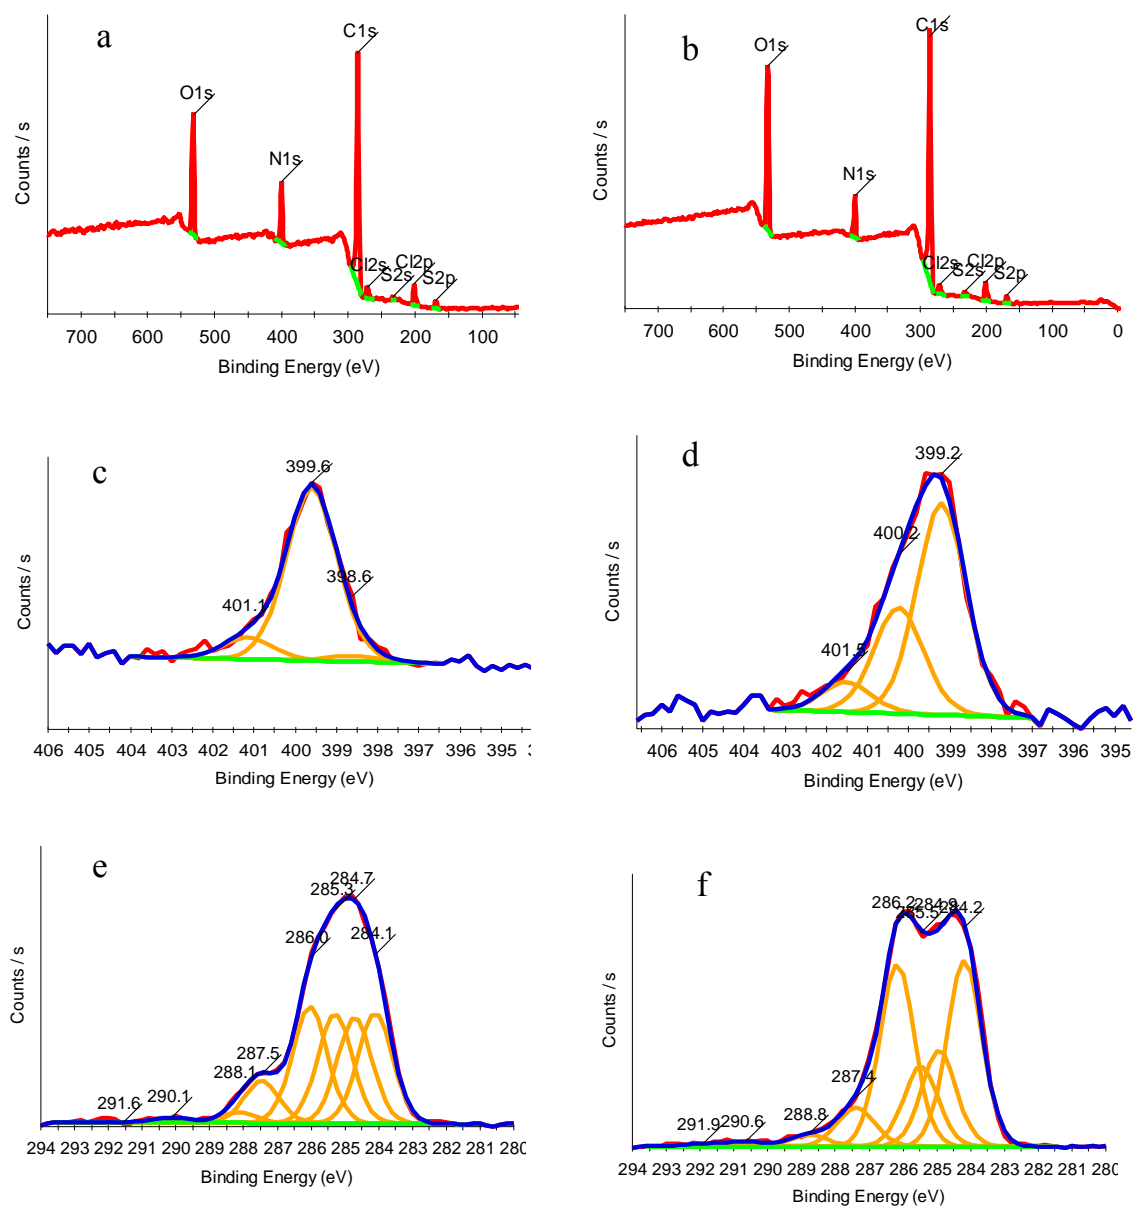 a
C1s
O1s
N1s
Cl2s
S2s
Cl2p
S2p
Counts / s
700 600 500 400 300 200 100
Binding Energy (eV)
b
C1s
O1s
N1s
Cl2s
S2s
Cl2p
S2p
Counts / s
700 600 500 400 300 200 100 0
Binding Energy (eV)
c
399.6
398.6
401.1
Counts / s
406 405 404 403 402 401 400 399 398 397 396 395
Binding Energy (eV)
d
399.2
400.2
401.5
Counts / s
406 405 404 403 402 401 400 399 398 397 396 395
Binding Energy (eV)
e
284.7
285.3
286.0
284.1
287.5
288.1
290.1
291.6
Counts / s
294 293 292 291 290 289 288 287 286 285 284 283 282 281 280
Binding Energy (eV)
f
286.2
285.5
284.9
284.2
287.4
288.8
290.6
291.9
Counts / s
294 293 292 291 290 289 288 287 286 285 284 283 282 281 280
Binding Energy (eV)